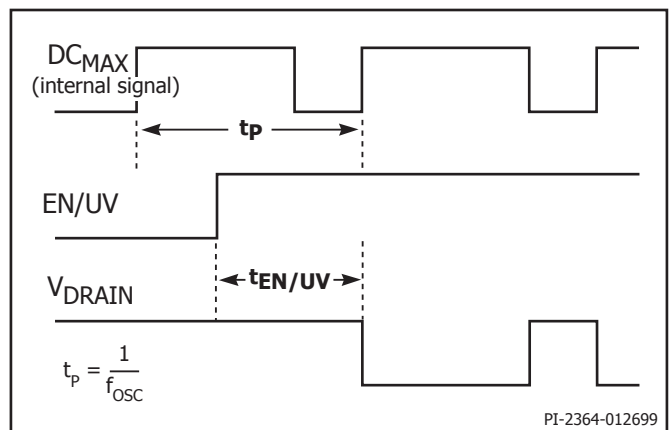 DCMAX
(internal signal)
tP
EN/UV
tEN/UV
VDRAIN
tP = 1
fOSC
PI-2364-012699